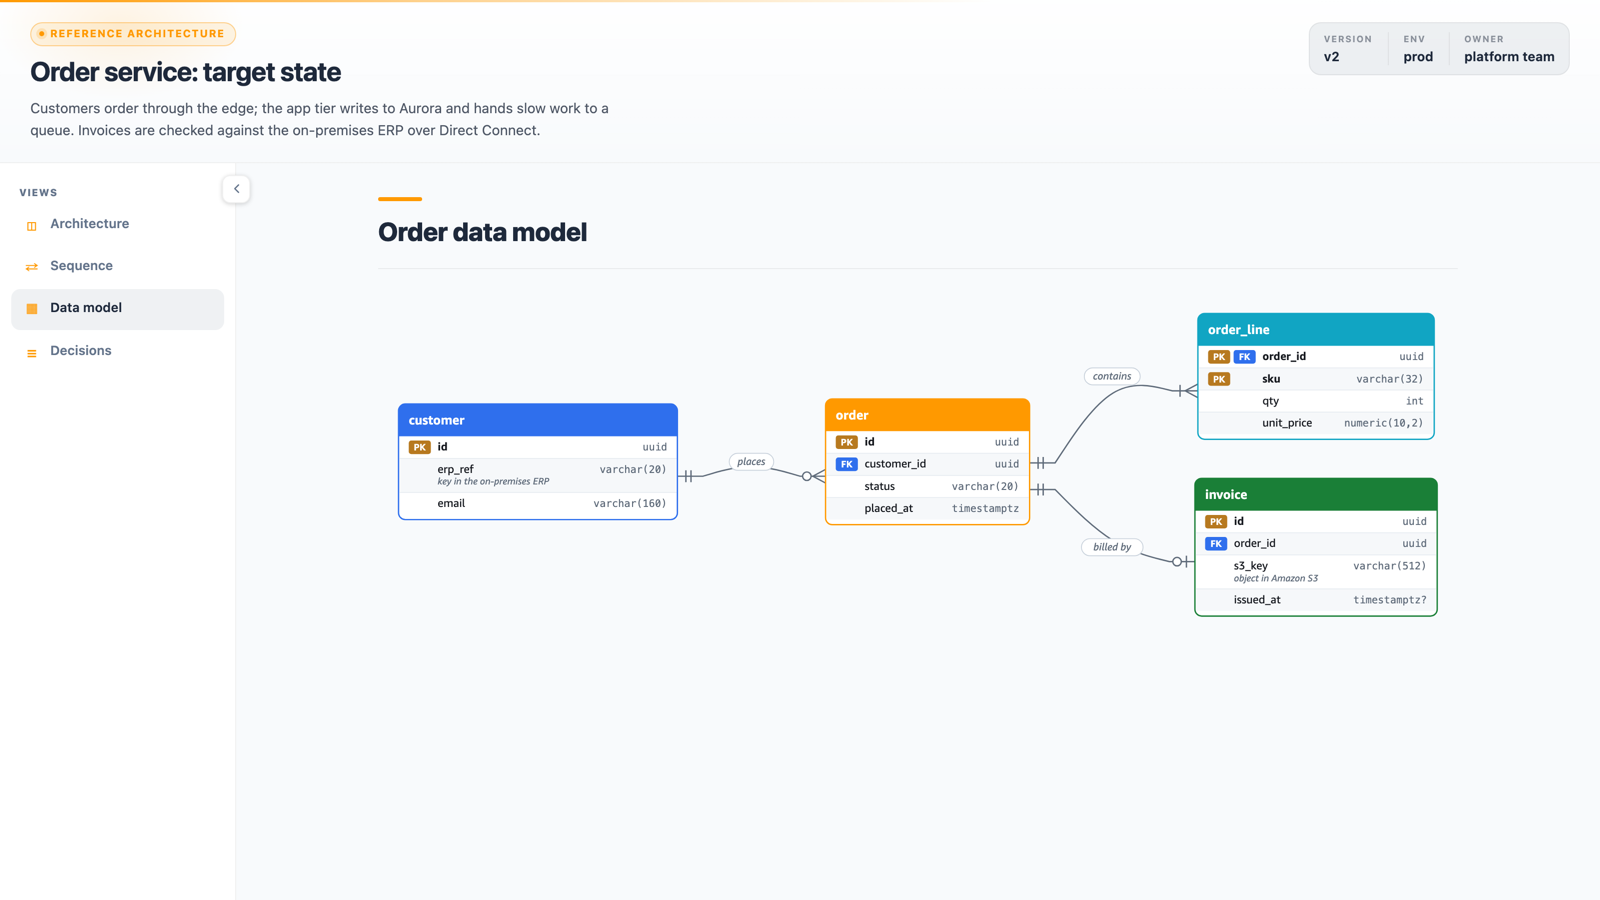 REFERENCE ARCHITECTURE
Order service: target state
Customers order through the edge; the app tier writes to Aurora and hands slow work to a
queue. Invoices are checked against the on-premises ERP over Direct Connect.
VERSION
v2
ENV
prod
OWNER
platform team
VIEWS
Architecture
Sequence
Data model
Decisions
Order data model
customer
PK id uuid
erp_ref varchar(20)
key in the on-premises ERP
email varchar(160)
places
order
PK id uuid
FK customer_id uuid
status varchar(20)
placed_at timestamptz
contains
billed by
order_line
PK FK order_id uuid
PK sku varchar(32)
qty int
unit_price numeric(10,2)
invoice
PK id uuid
FK order_id uuid
s3_key varchar(512)
object in Amazon S3
issued_at timestamptz?